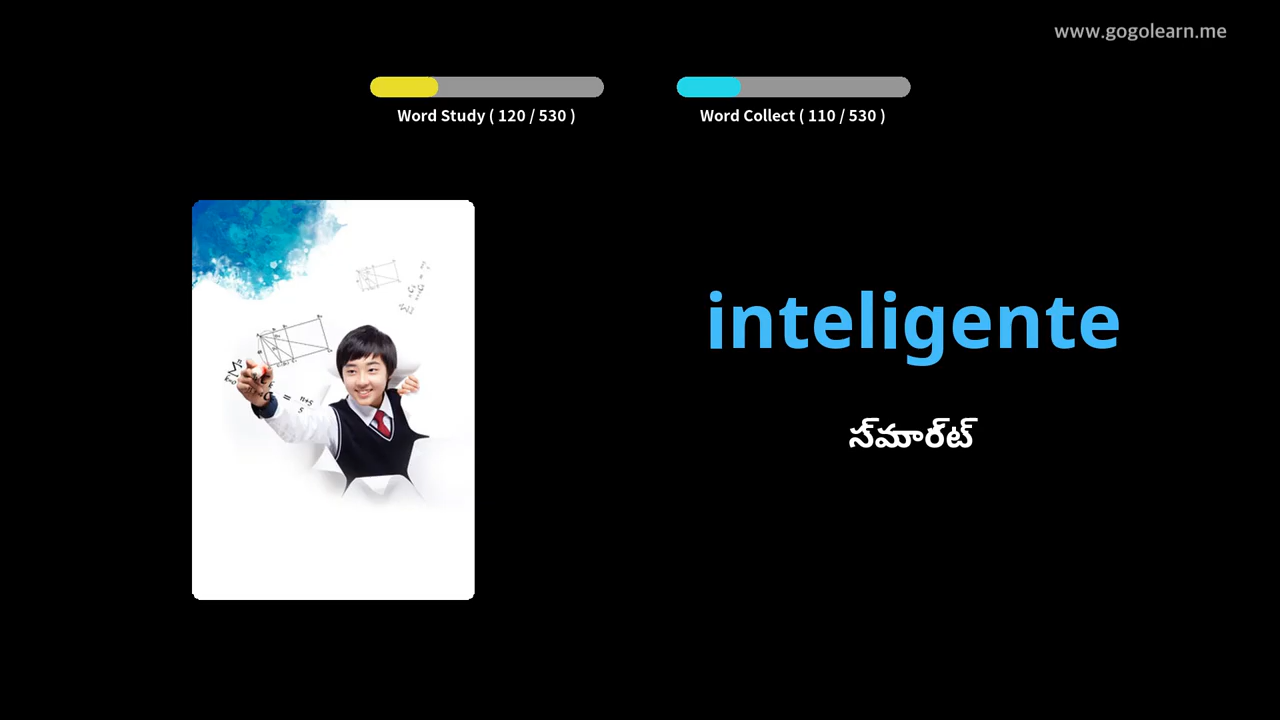 www.gogolearn.me
Word Study ( 120 / 530 )
Word Collect ( 110 / 530 )
inteligente
స్మార్ట్